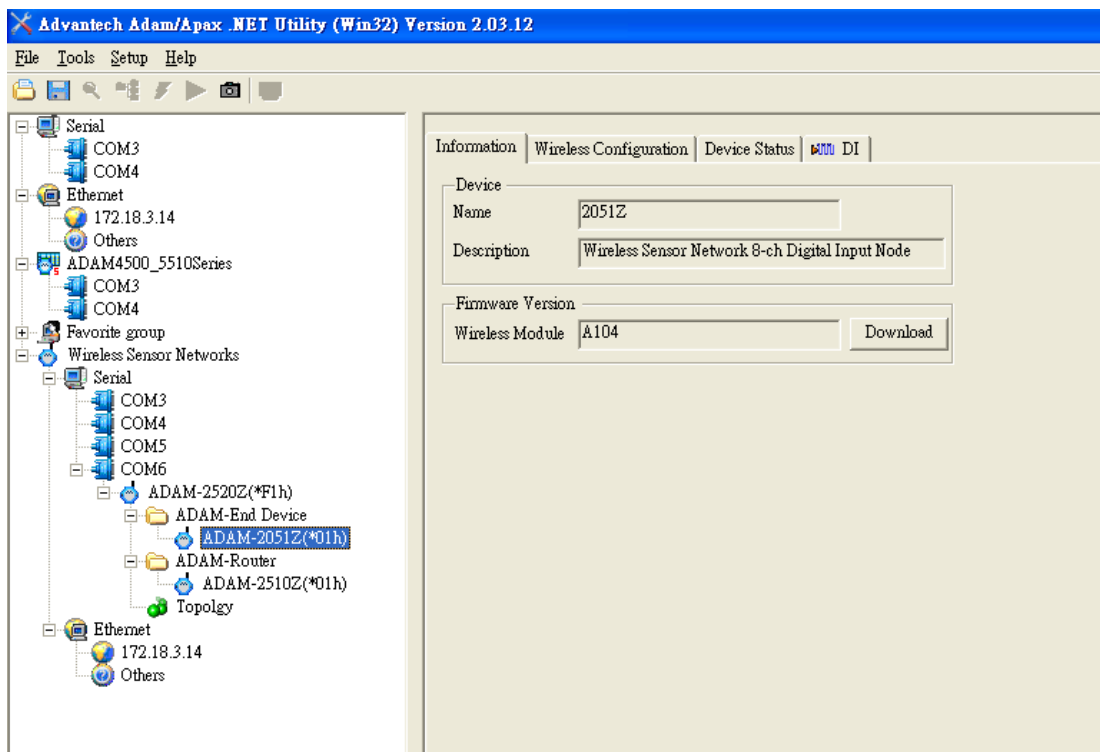 Advantech Adam/Apax .NET Utility (Win32) Version 2.03.12
File Tools Setup Help
Serial
COM3
COM4
Ethernet
172.18.3.14
Others
ADAM4500_5510Series
COM3
COM4
Favorite group
Wireless Sensor Networks
Serial
COM3
COM4
COM5
COM6
ADAM-2520Z(*F1h)
ADAM-End Device
ADAM-2051Z(*01h)
ADAM-Router
ADAM-2510Z(*01h)
Topolgy
Ethernet
172.18.3.14
Others
Information Wireless Configuration Device Status DI
Device
Name 2051Z
Description Wireless Sensor Network 8-ch Digital Input Node
Firmware Version
Wireless Module A104 Download